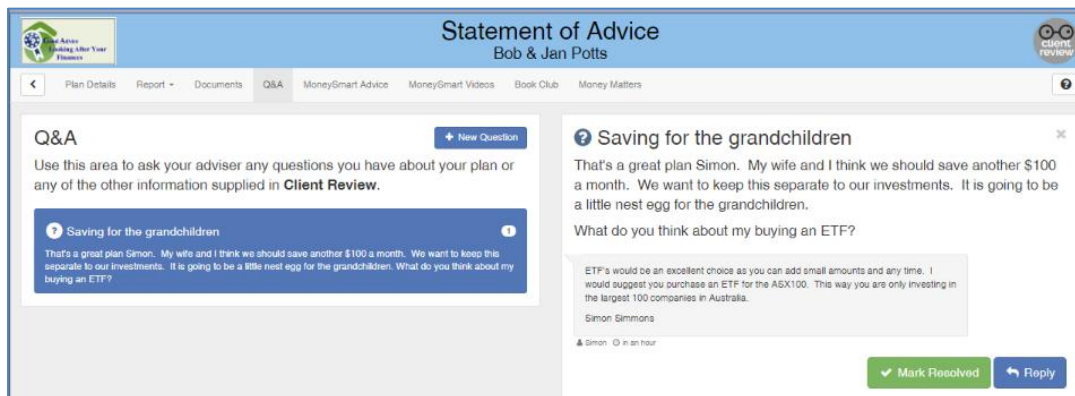 Good Advice
Looking After Your
Finances
Statement of Advice
Bob & Jan Potts
client
review
Plan Details Report Documents Q&A MoneySmart Advice MoneySmart Videos Book Club Money Matters
Q&A
New Question
Use this area to ask your adviser any questions you have about your plan or
any of the other information supplied in Client Review.
Saving for the grandchildren 1
That's a great plan Simon. My wife and I think we should save another $100 a month. We want to keep this
separate to our investments. It is going to be a little nest egg for the grandchildren. What do you think about my
buying an ETF?
Saving for the grandchildren
That's a great plan Simon. My wife and I think we should save another $100
a month. We want to keep this separate to our investments. It is going to be
a little nest egg for the grandchildren.
What do you think about my buying an ETF?
ETF's would be an excellent choice as you can add small amounts and any time. I
would suggest you purchase an ETF for the ASX100. This way you are only investing in
the largest 100 companies in Australia.
Simon Simmons
Simon in an hour
Mark Resolved
Reply